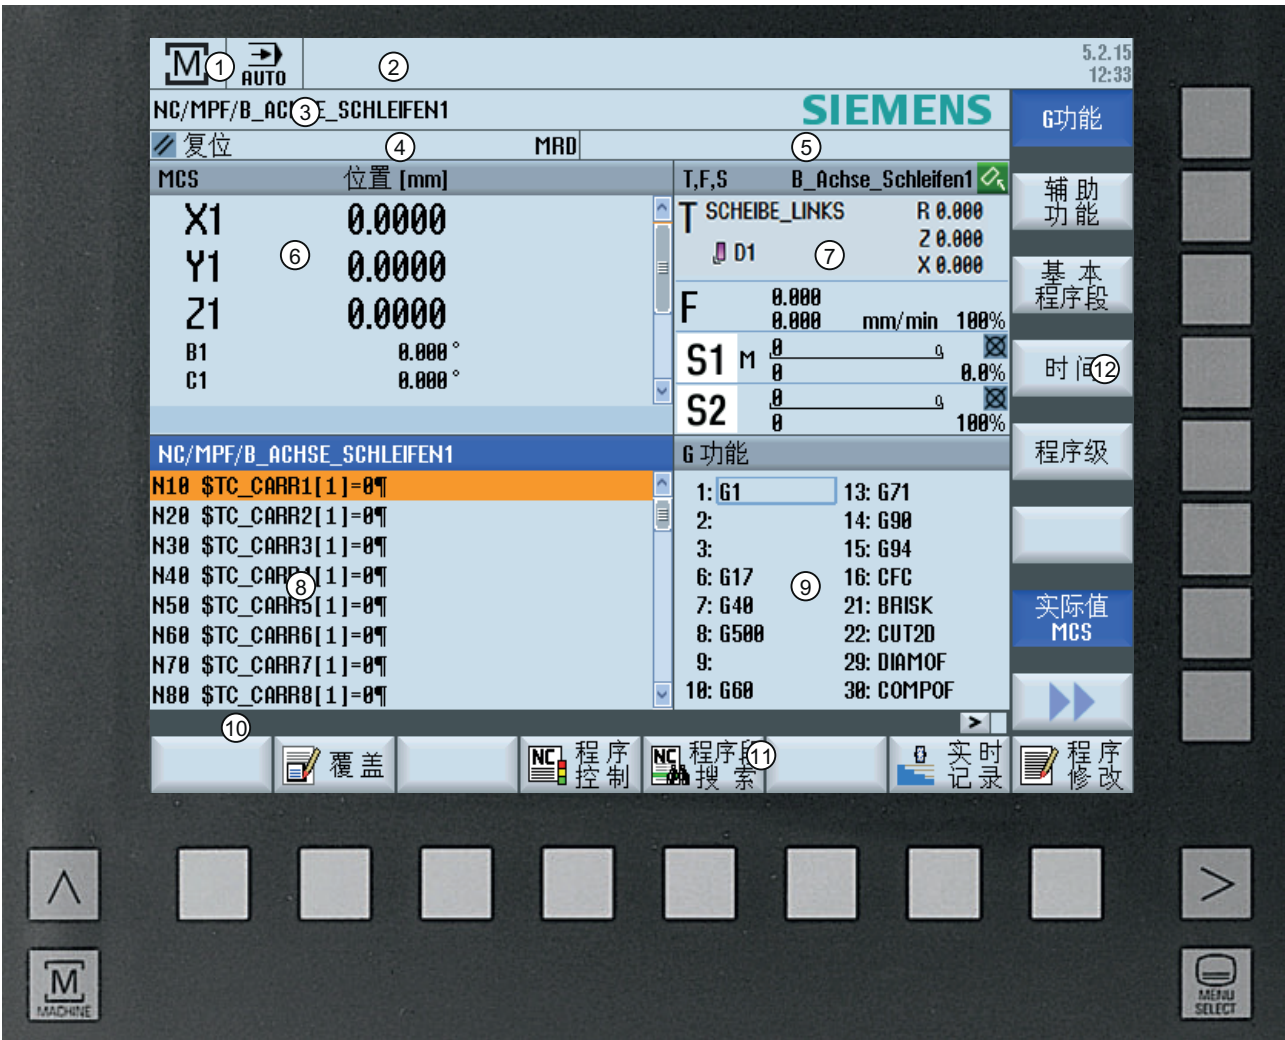 M 1 AUTO 2 5.2.15
12:33
NC/MPF/B_ACHSE_SCHLEIFEN1 3 SIEMENS
复位 4 MRD 5
MCS 位置 [mm]
X1 0.0000
Y1 0.0000
6
Z1 0.0000
B1 0.000 °
C1 0.000 °
T,F,S B_Achse_Schleifen1
T SCHEIBE_LINKS R 0.000
D1 7 Z 0.000
X 0.000
F 0.000
0.000 mm/min 100%
S1 M 0
0 0.0%
S2 0
0 100%
NC/MPF/B_ACHSE_SCHLEIFEN1
N10 $TC_CARR1[1]=0¶
N20 $TC_CARR2[1]=0¶
N30 $TC_CARR3[1]=0¶
N40 $TC_CARR4[1]=0¶
8
N50 $TC_CARR5[1]=0¶
N60 $TC_CARR6[1]=0¶
N70 $TC_CARR7[1]=0¶
N80 $TC_CARR8[1]=0¶
G 功能
1: G1 13: G71
2: 14: G90
3: 15: G94
6: G17 9 16: CFC
7: G40 21: BRISK
8: G500 22: CUT2D
9: 29: DIAMOF
10: G60 30: COMPOF
G功能
辅助
功能
基本
程序段
时间 12
程序级
实际值
MCS
10
覆盖
NC 程序
控制
NC 程序段 11
搜索
实时
记录
程序
修改
M
MACHINE
MENU
SELECT